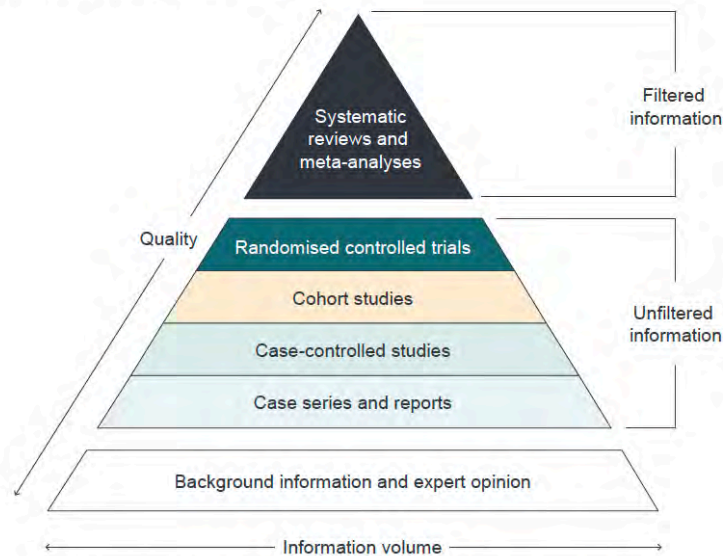 Systematic
reviews and
meta-analyses
Filtered
information
Quality
Randomised controlled trials
Cohort studies
Unfiltered
information
Case-controlled studies
Case series and reports
Background information and expert opinion
Information volume